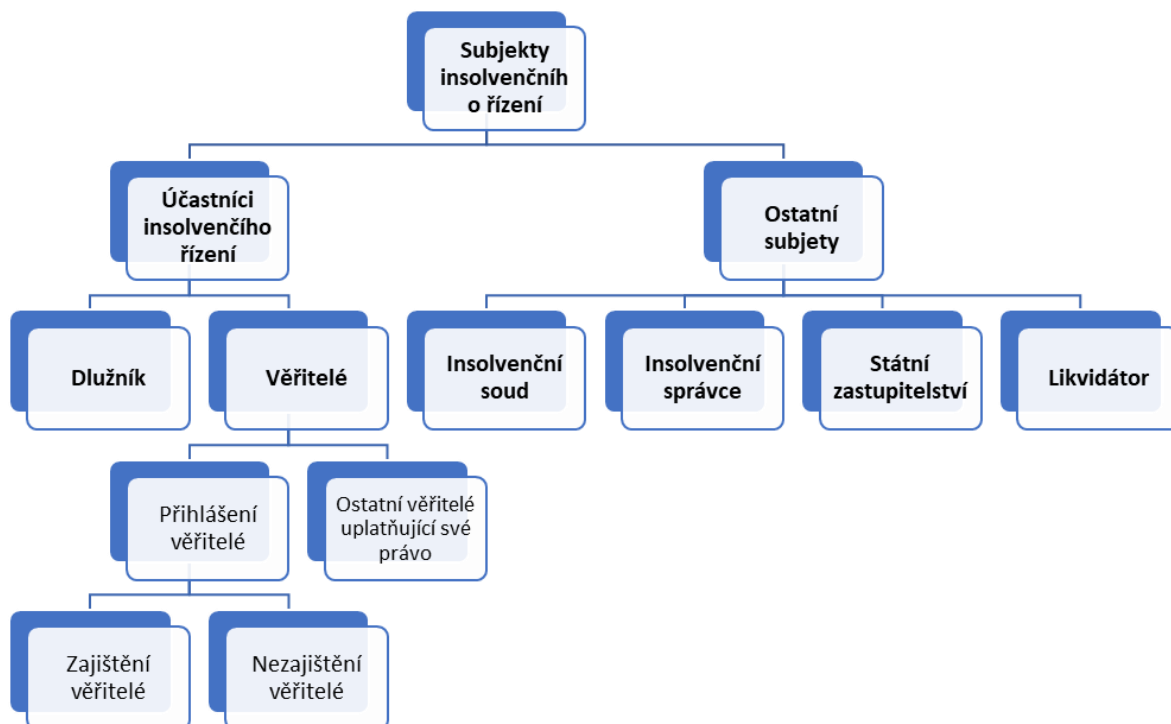 Subjekty
insolvenčníh
o řízení
Účastníci
insolvenčího
řízení
Ostatní
subjety
Dlužník
Věřitelé
Insolvenční
soud
Insolvenční
správce
Státní
zastupitelství
Likvidátor
Přihlášení
věřitelé
Ostatní věřitelé
uplatňující své
právo
Zajištění
věřitelé
Nezajištění
věřitelé